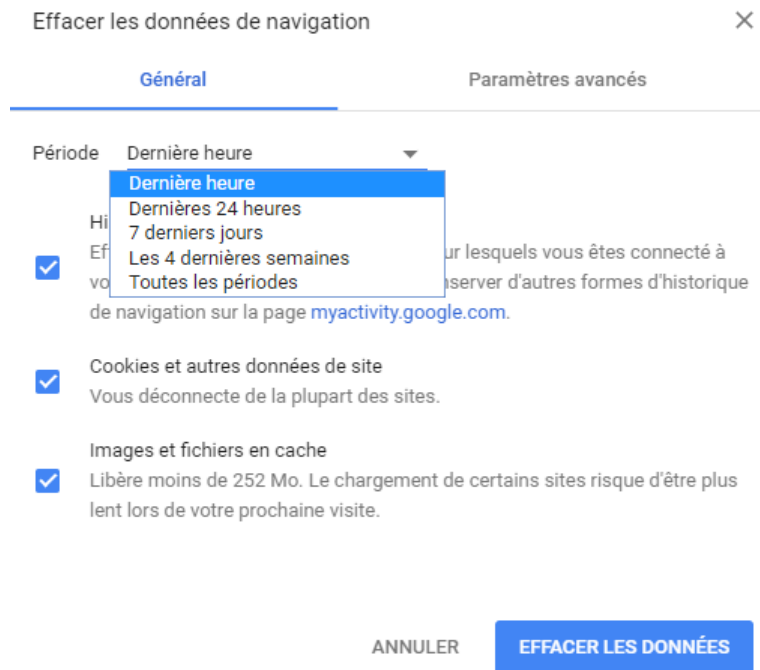 Effacer les données de navigation
Général
Paramètres avancés
Période Dernière heure
Dernière heure
Dernières 24 heures
7 derniers jours
Les 4 dernières semaines
Toutes les périodes
lesquels vous êtes connecté à
d'autres formes d'historique
de navigation sur la page myactivity.google.com.
Cookies et autres données de site
Vous déconnecte de la plupart des sites.
Images et fichiers en cache
Libère moins de 252 Mo. Le chargement de certains sites risque d'être plus
lent lors de votre prochaine visite.
ANNULER
EFFACER LES DONNÉES